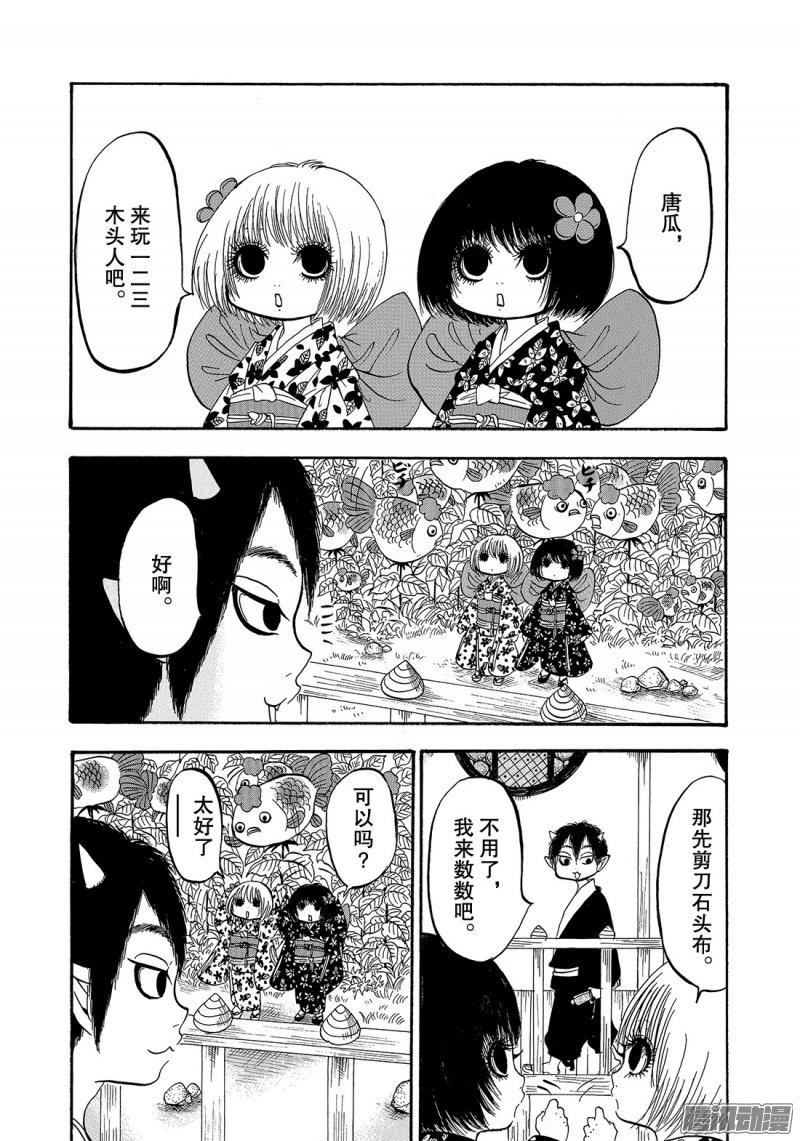 唐瓜，
来玩一二三
木头人吧。
ピチ
好啊。
那先剪刀石头布。
不用了，
我来数数吧。
可以吗？
太好了
——
腾讯动漫